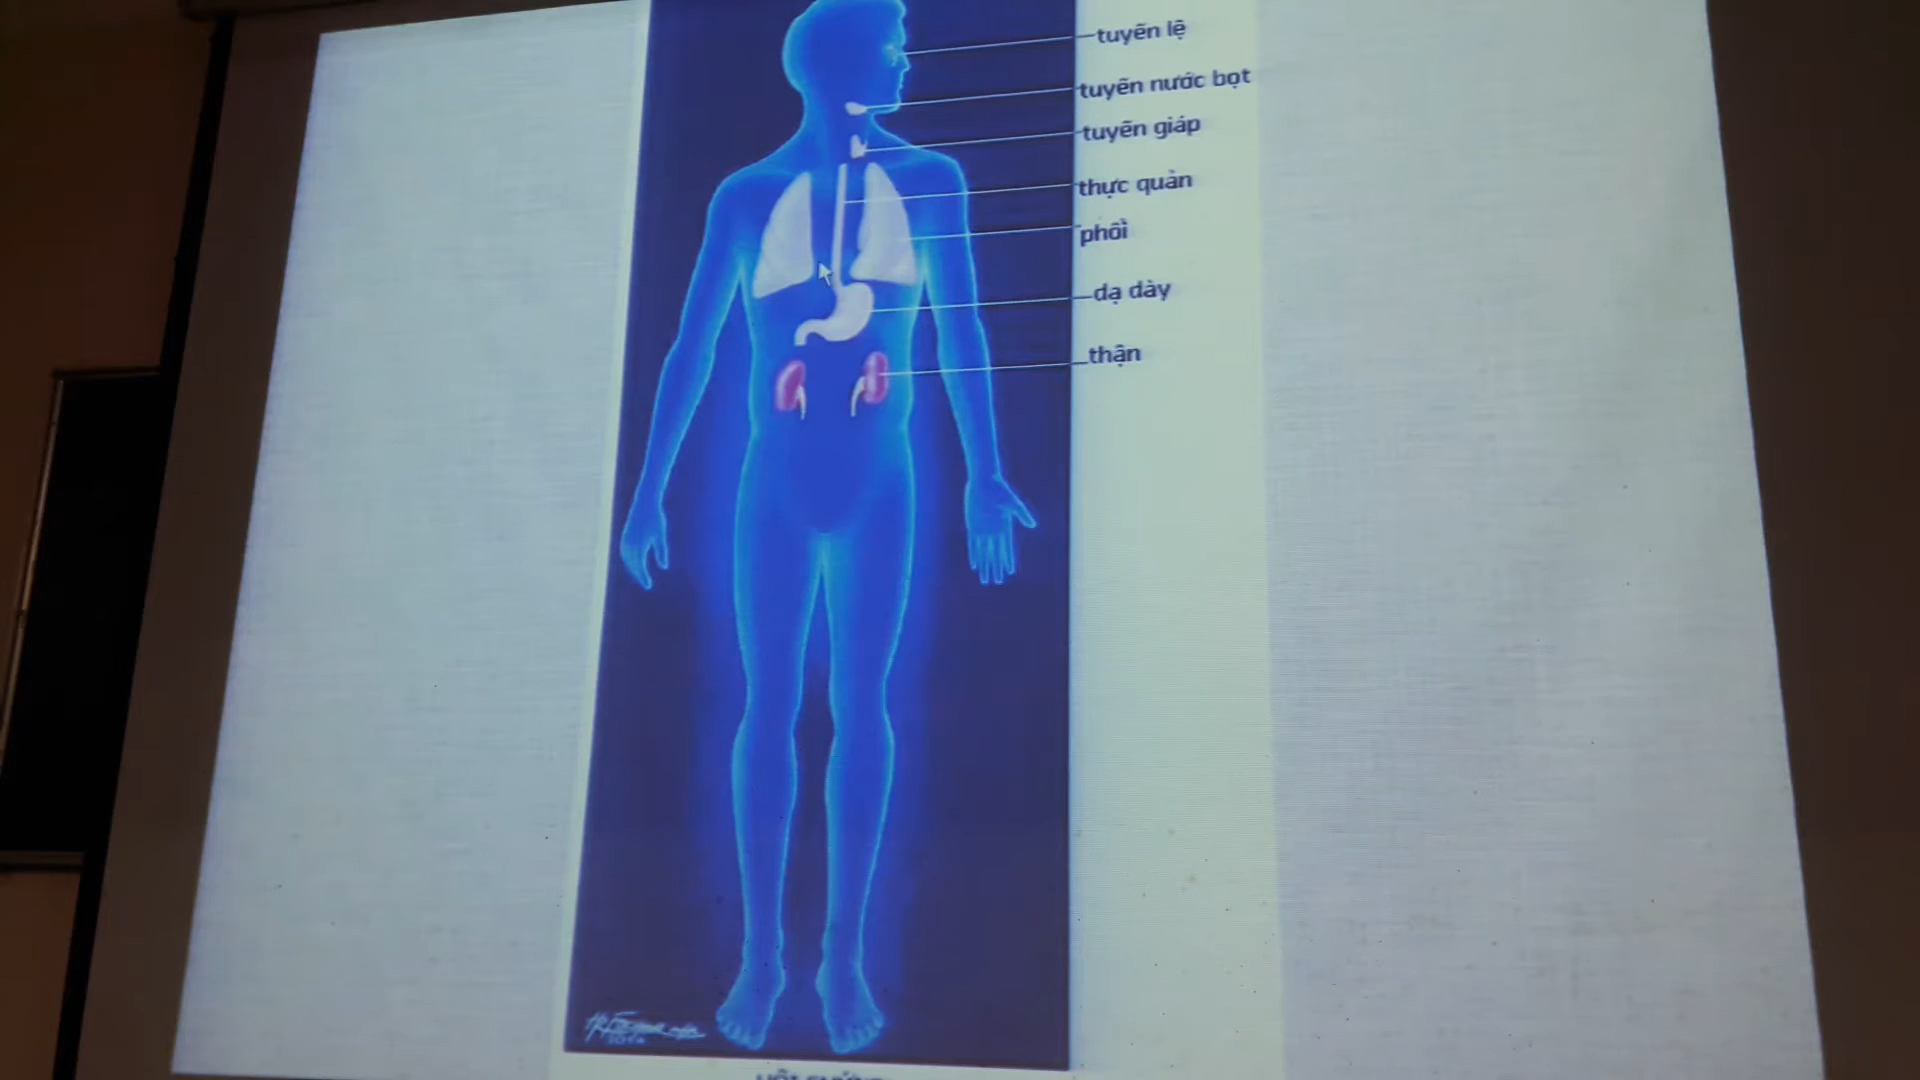 tuyến lệ
tuyến nước bọt
tuyến giáp
thực quản
phổi
dạ dày
thận